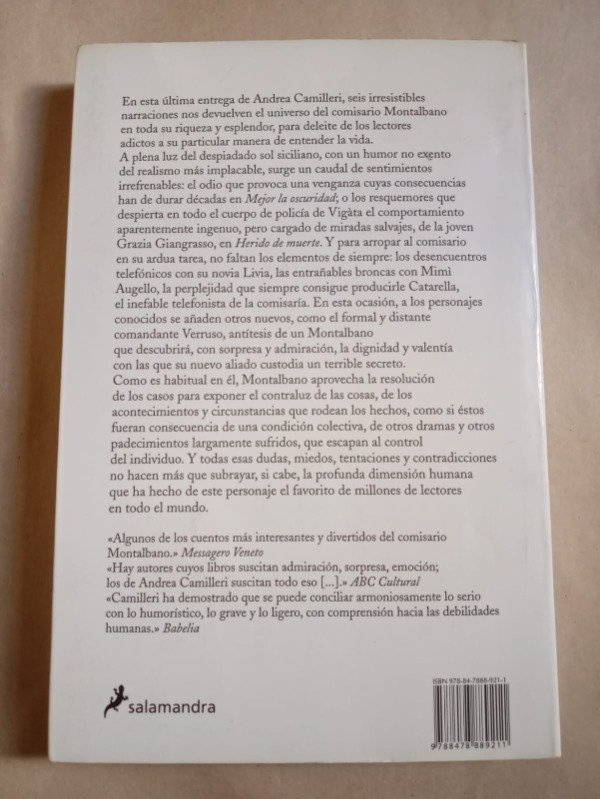 En esta última entrega de Andrea Camilleri, seis irresistibles
narraciones nos devuelven el universo del comisario Montalbano
en toda su riqueza y esplendor, para deleite de los lectores
adictos a su particular manera de entender la vida.
A plena luz del despiadado sol siciliano, con un humor no exento
del realismo más implacable, surge un caudal de sentimientos
irrefrenables: el odio que provoca una venganza cuyas consecuencias
han de durar décadas en Mejor la oscuridad; o los resquemores que
despierta en todo el cuerpo de policía de Vigàta el comportamiento
aparentemente ingenuo, pero cargado de miradas salvajes, de la joven
Grazia Giangrasso, en Herido de muerte. Y para arropar al comisario
en su ardua tarea, no faltan los elementos de siempre: los desencuentros
telefónicos con su novia Livia, las entrañables broncas con Mimì
Augello, la perplejidad que siempre consigue producirle Catarella,
el inefable telefonista de la comisaría. En esta ocasión, a los personajes
conocidos se añaden otros nuevos, como el formal y distante
comandante Verruso, antítesis de un Montalbano
que descubrirá, con sorpresa y admiración, la dignidad y valentía
con las que su nuevo aliado custodia un terrible secreto.
Como es habitual en él, Montalbano aprovecha la resolución
de los casos para exponer el contraluz de las cosas, de los
acontecimientos y circunstancias que rodean los hechos, como si éstos
fueran consecuencia de una condición colectiva, de otros dramas y otros
padecimientos largamente sufridos, que escapan al control
del individuo. Y todas esas dudas, miedos, tentaciones y contradicciones
no hacen más que subrayar, si cabe, la profunda dimensión humana
que ha hecho de este personaje el favorito de millones de lectores
en todo el mundo.
«Algunos de los cuentos más interesantes y divertidos del comisario
Montalbano.» Messagero Veneto
«Hay autores cuyos libros suscitan admiración, sorpresa, emoción;
los de Andrea Camilleri suscitan todo eso [...].» ABC Cultural
«Camilleri ha demostrado que se puede conciliar armoniosamente lo serio
con lo humorístico, lo grave y lo ligero, con comprensión hacia las debilidades
humanas.» Babelia
salamandra
ISBN 978-84-7888-921-1
9788478889211